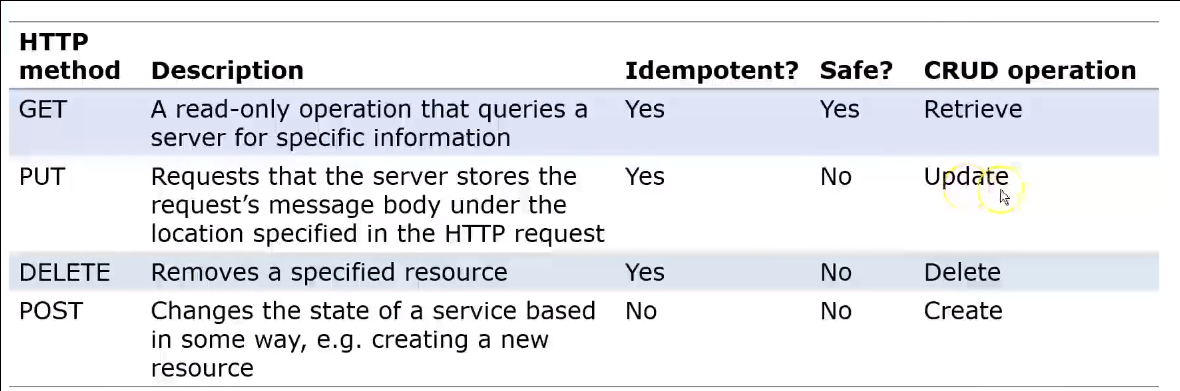 HTTP
method Description Idempotent? Safe? CRUD operation
GET A read-only operation that queries a Yes Yes Retrieve
server for specific information
PUT Requests that the server stores the Yes No Update
request's message body under the
location specified in the HTTP request
DELETE Removes a specified resource Yes No Delete
POST Changes the state of a service based No No Create
in some way, e.g. creating a new
resource